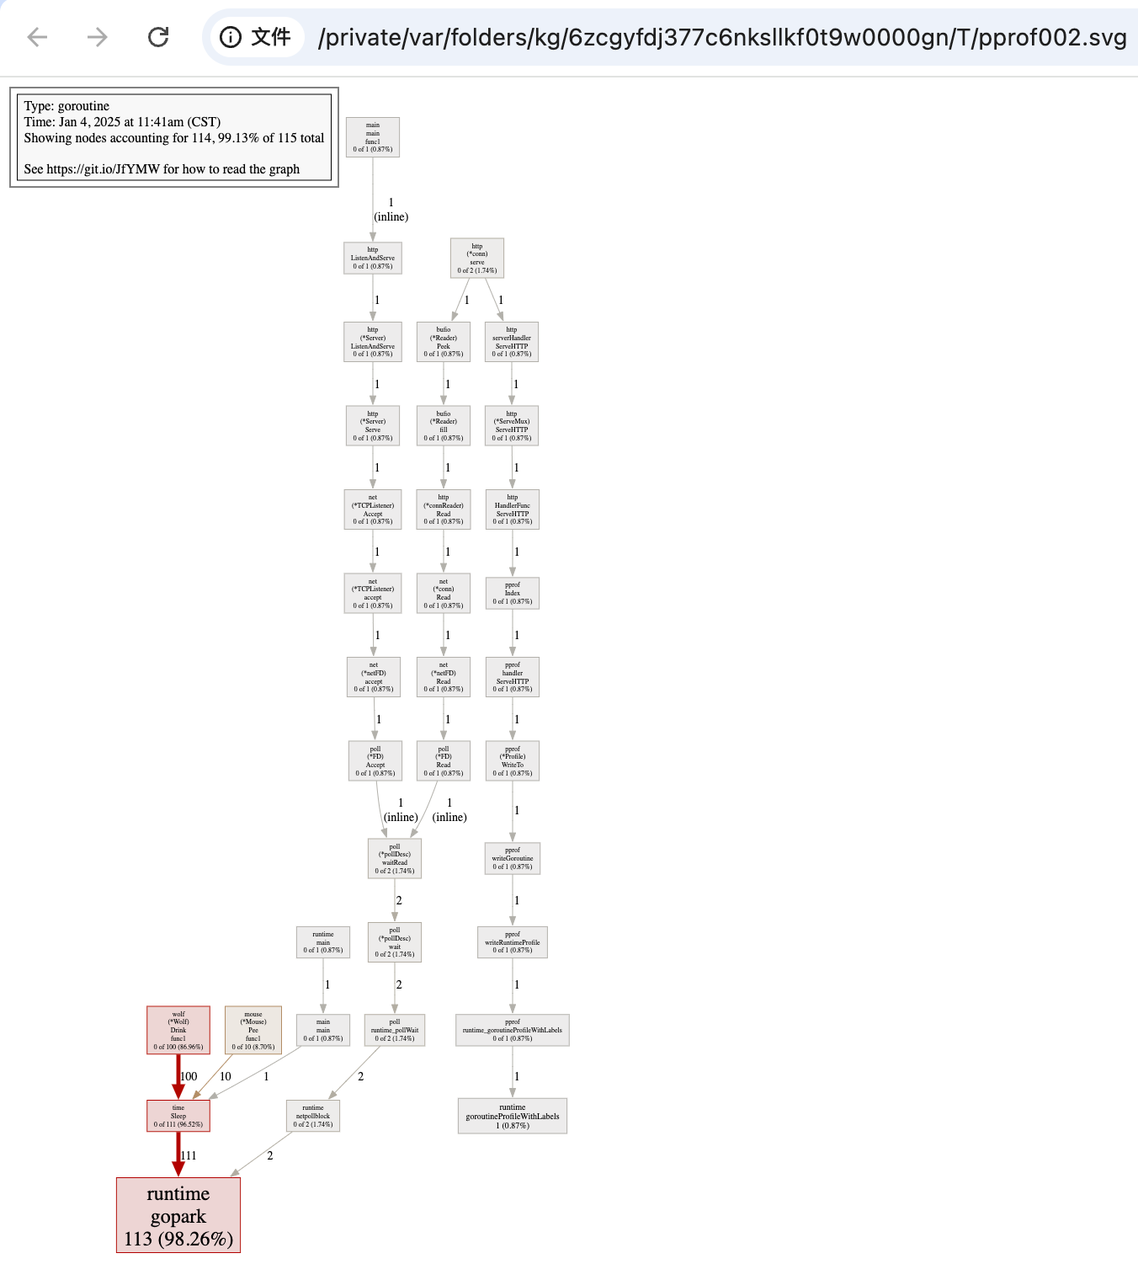 文件
/private/var/folders/kg/6zcgyfdj377c6nksllkf0t9w0000gn/T/pprof002.svg
Type: goroutine
Time: Jan 4, 2025 at 11:41am (CST)
Showing nodes accounting for 114, 99.13% of 115 total
See https://git.io/JfYMW for how to read the graph
main
main
func1
0 of 1 (0.87%)
1
(inline)
http
ListenAndServe
0 of 1 (0.87%)
http
(*conn)
serve
0 of 2 (1.74%)
1
1
1
http
(*Server)
ListenAndServe
0 of 1 (0.87%)
bufio
(*Reader)
Peek
0 of 1 (0.87%)
http
serverHandler
ServeHTTP
0 of 1 (0.87%)
1
1
1
http
(*Server)
Serve
0 of 1 (0.87%)
bufio
(*Reader)
fill
0 of 1 (0.87%)
http
(*ServeMux)
ServeHTTP
0 of 1 (0.87%)
1
1
1
net
(*TCPListener)
Accept
0 of 1 (0.87%)
http
(*connReader)
Read
0 of 1 (0.87%)
http
HandlerFunc
ServeHTTP
0 of 1 (0.87%)
1
1
1
net
(*TCPListener)
accept
0 of 1 (0.87%)
net
(*conn)
Read
0 of 1 (0.87%)
pprof
Index
0 of 1 (0.87%)
1
1
1
net
(*netFD)
accept
0 of 1 (0.87%)
net
(*netFD)
Read
0 of 1 (0.87%)
pprof
handler
ServeHTTP
0 of 1 (0.87%)
1
1
1
poll
(*FD)
Accept
0 of 1 (0.87%)
poll
(*FD)
Read
0 of 1 (0.87%)
pprof
(*Profile)
WriteTo
0 of 1 (0.87%)
1
(inline)
1
(inline)
1
poll
(*pollDesc)
waitRead
0 of 2 (1.74%)
pprof
writeGoroutine
0 of 1 (0.87%)
2
1
runtime
main
0 of 1 (0.87%)
poll
(*pollDesc)
wait
0 of 2 (1.74%)
pprof
writeRuntimeProfile
0 of 1 (0.87%)
1
2
1
wolf
(*Wolf)
Drink
func1
0 of 100 (86.96%)
mouse
(*Mouse)
Pee
func1
0 of 10 (8.70%)
main
main
0 of 1 (0.87%)
poll
runtime_pollWait
0 of 2 (1.74%)
pprof
runtime_goroutineProfileWithLabels
0 of 1 (0.87%)
100
10
1
2
1
time
Sleep
0 of 111 (96.52%)
runtime
netpollblock
0 of 2 (1.74%)
runtime
goroutineProfileWithLabels
1 (0.87%)
111
2
runtime
gopark
113 (98.26%)